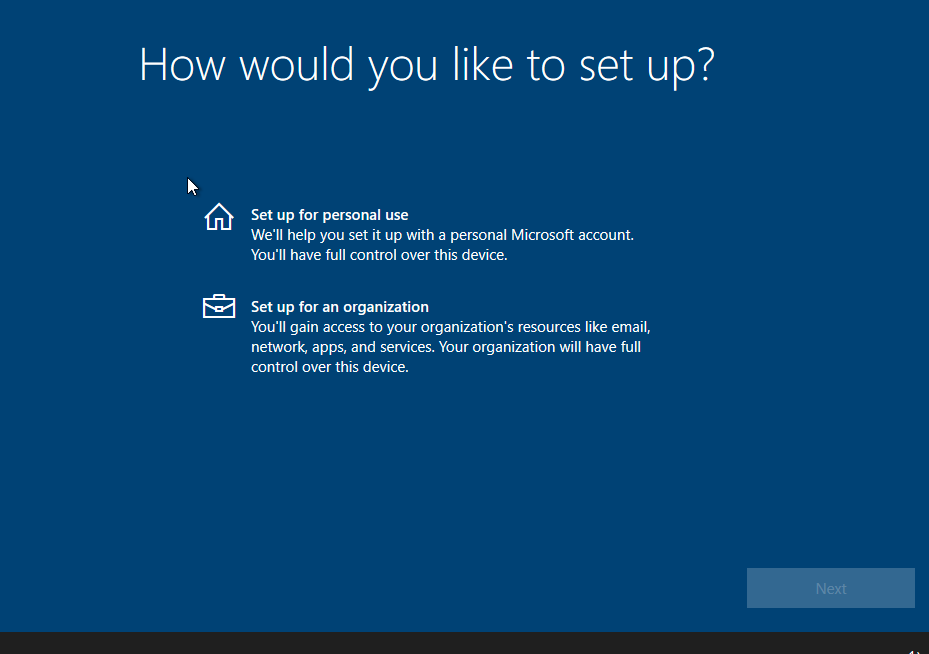 How would you like to set up?
Set up for personal use
We'll help you set it up with a personal Microsoft account.
You'll have full control over this device.
Set up for an organization
You'll gain access to your organization's resources like email,
network, apps, and services. Your organization will have full
control over this device.
Next